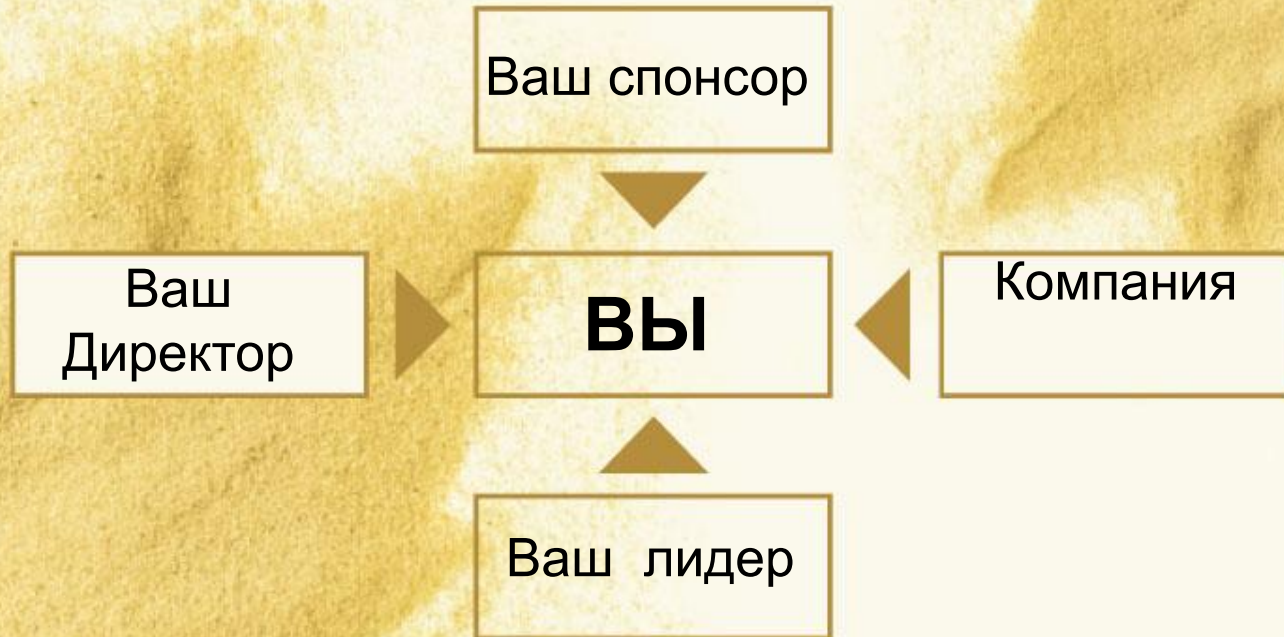 Ваш спонсор
Ваш
Директор
ВЫ
Компания
Ваш лидер